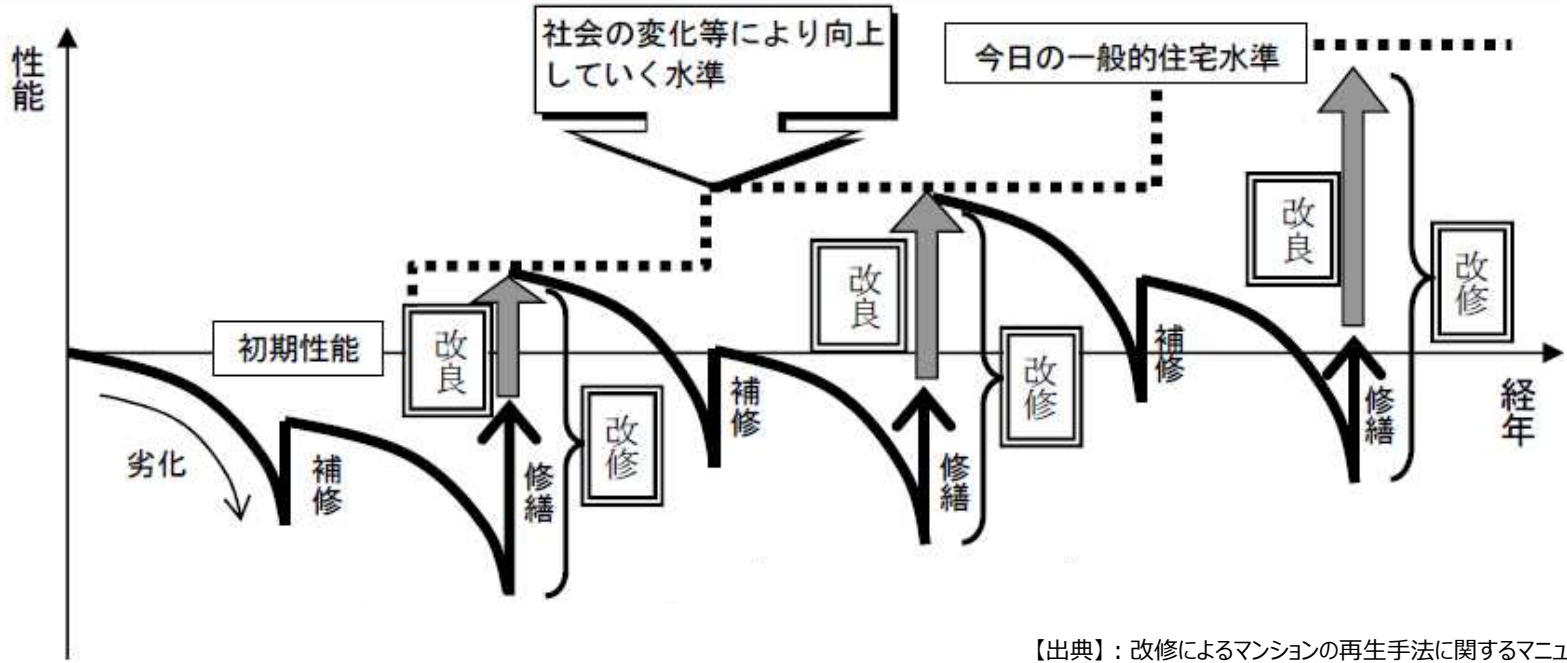 性能
社会の変化等により向上
していく水準
今日の一般的住宅水準
初期性能
劣化
補修
修繕
改良
改修
補修
修繕
改良
改修
補修
修繕
改良
改修
経年
【出典】：改修によるマンションの再生手法に関するマニュ